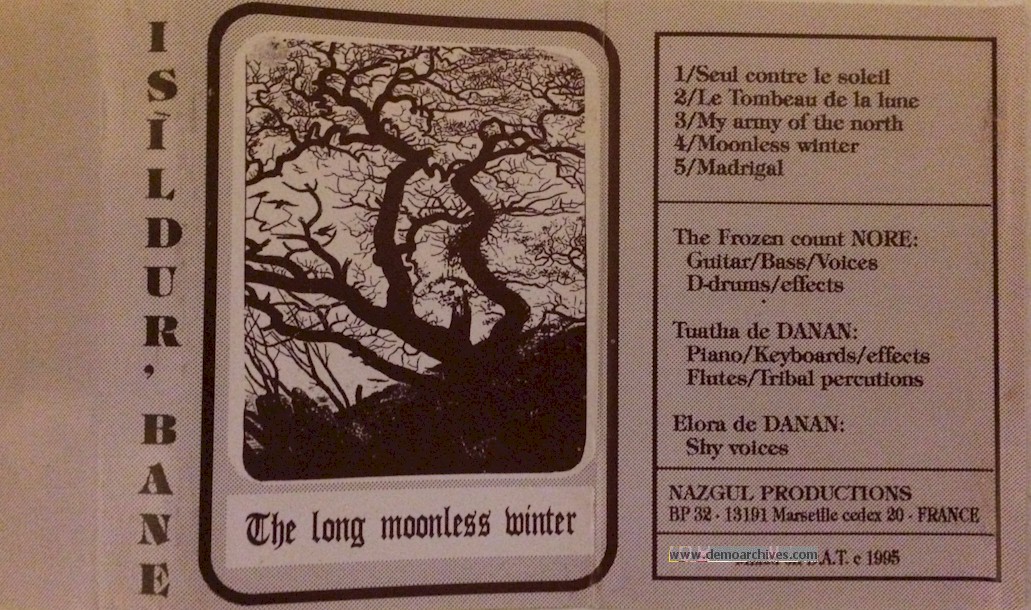 ISILDUR, BANE
The long moonless winter
1/Seul contre le soleil
2/Le Tombeau de la lune
3/My army of the north
4/Moonless winter
5/Madrigal
The Frozen count NORE:
Guitar/Bass/Voices
D-drums/effects
Tuatha de DANAN:
Piano/Keyboards/effects
Flutes/Tribal percutions
Elora de DANAN:
Shy voices
NAZGUL PRODUCTIONS
BP 32 - 13191 Marseille cedex 20 - FRANCE
www.demoarchives.com
D.A.T. c 1995